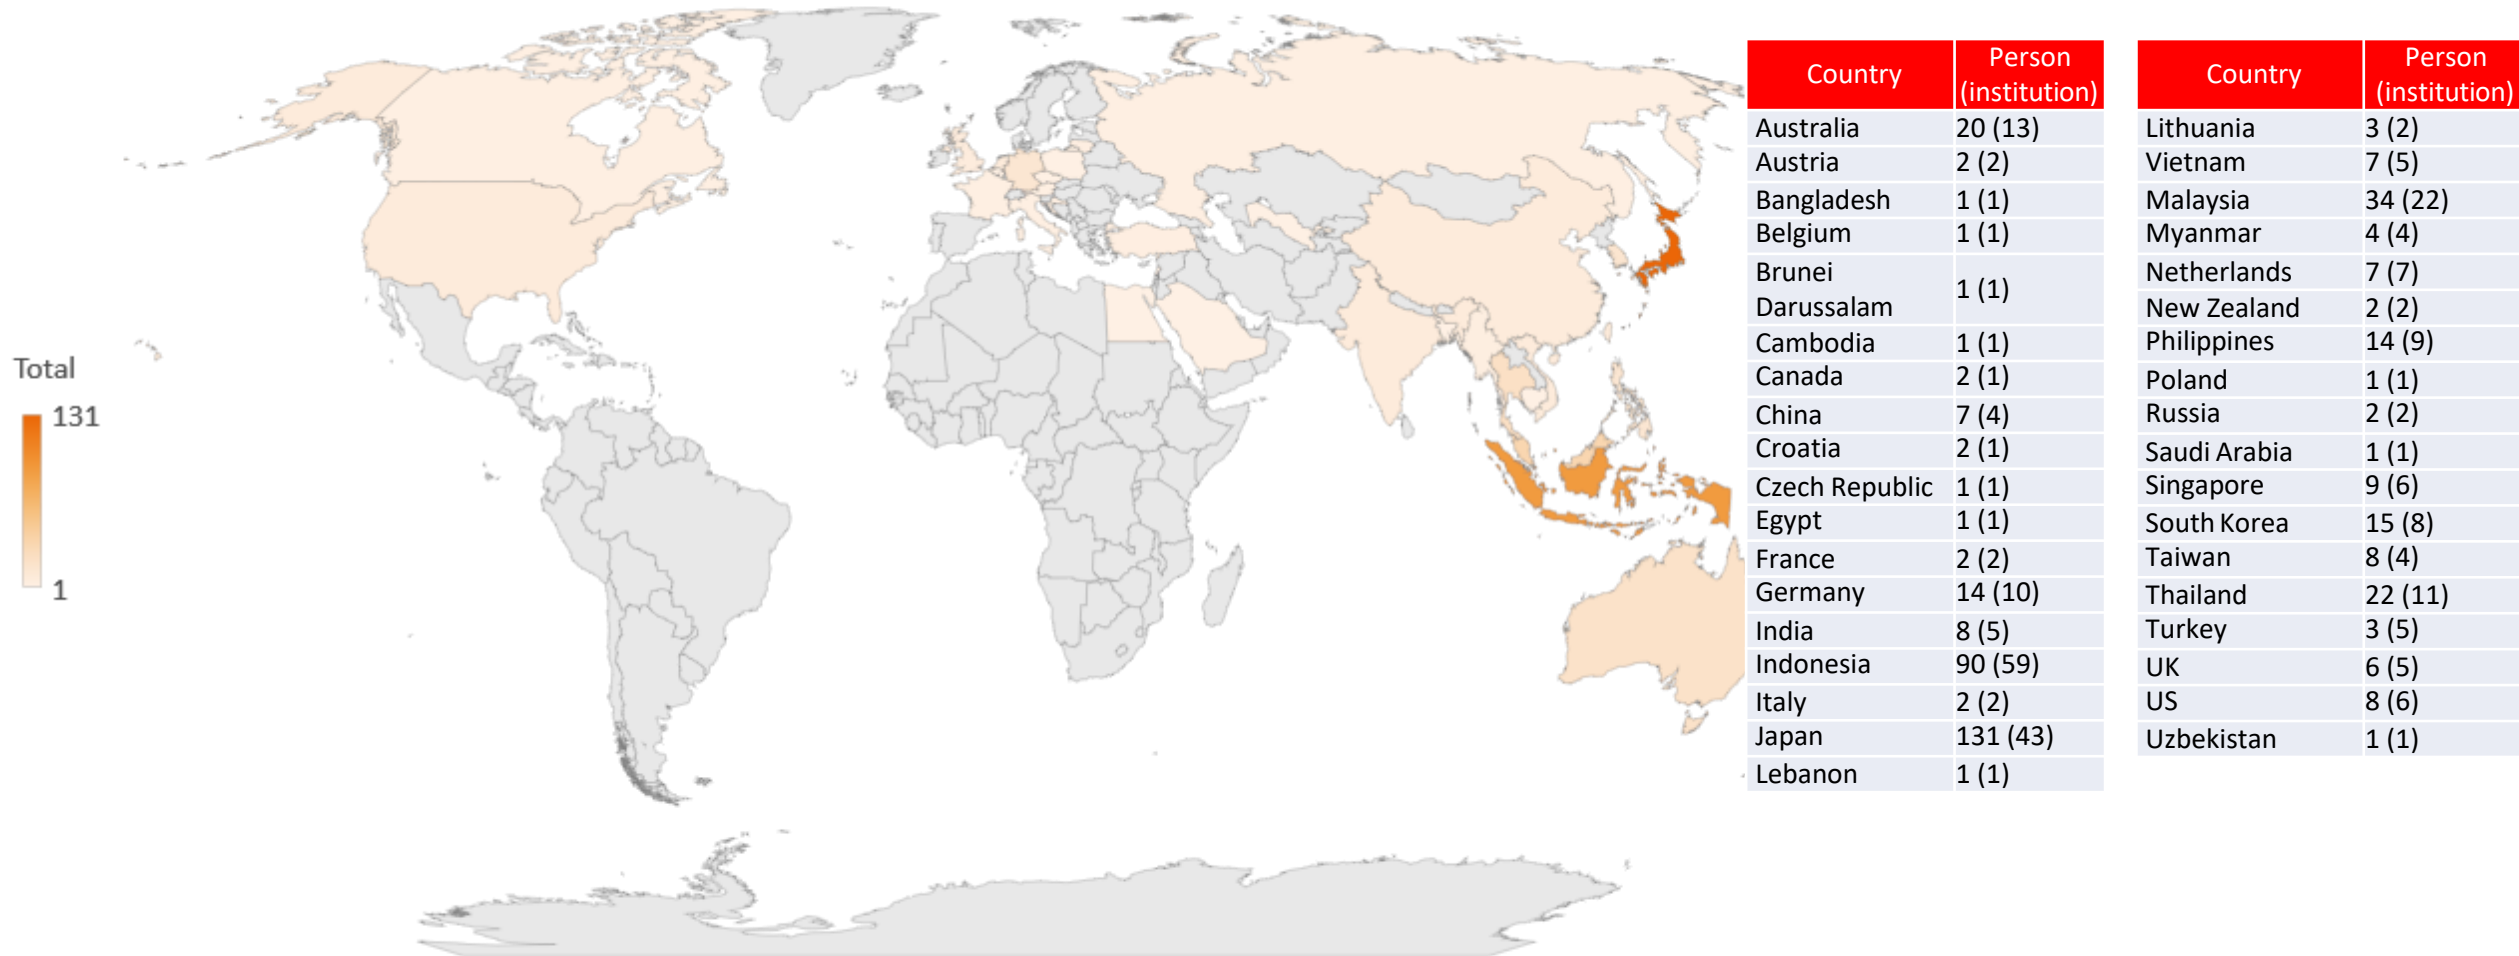 Total
131
1
Country Person (institution)
Australia 20 (13)
Austria 2 (2)
Bangladesh 1 (1)
Belgium 1 (1)
Brunei Darussalam 1 (1)
Cambodia 1 (1)
Canada 2 (1)
China 7 (4)
Croatia 2 (1)
Czech Republic 1 (1)
Egypt 1 (1)
France 2 (2)
Germany 14 (10)
India 8 (5)
Indonesia 90 (59)
Italy 2 (2)
Japan 131 (43)
Lebanon 1 (1)
Country Person (institution)
Lithuania 3 (2)
Vietnam 7 (5)
Malaysia 34 (22)
Myanmar 4 (4)
Netherlands 7 (7)
New Zealand 2 (2)
Philippines 14 (9)
Poland 1 (1)
Russia 2 (2)
Saudi Arabia 1 (1)
Singapore 9 (6)
South Korea 15 (8)
Taiwan 8 (4)
Thailand 22 (11)
Turkey 3 (5)
UK 6 (5)
US 8 (6)
Uzbekistan 1 (1)